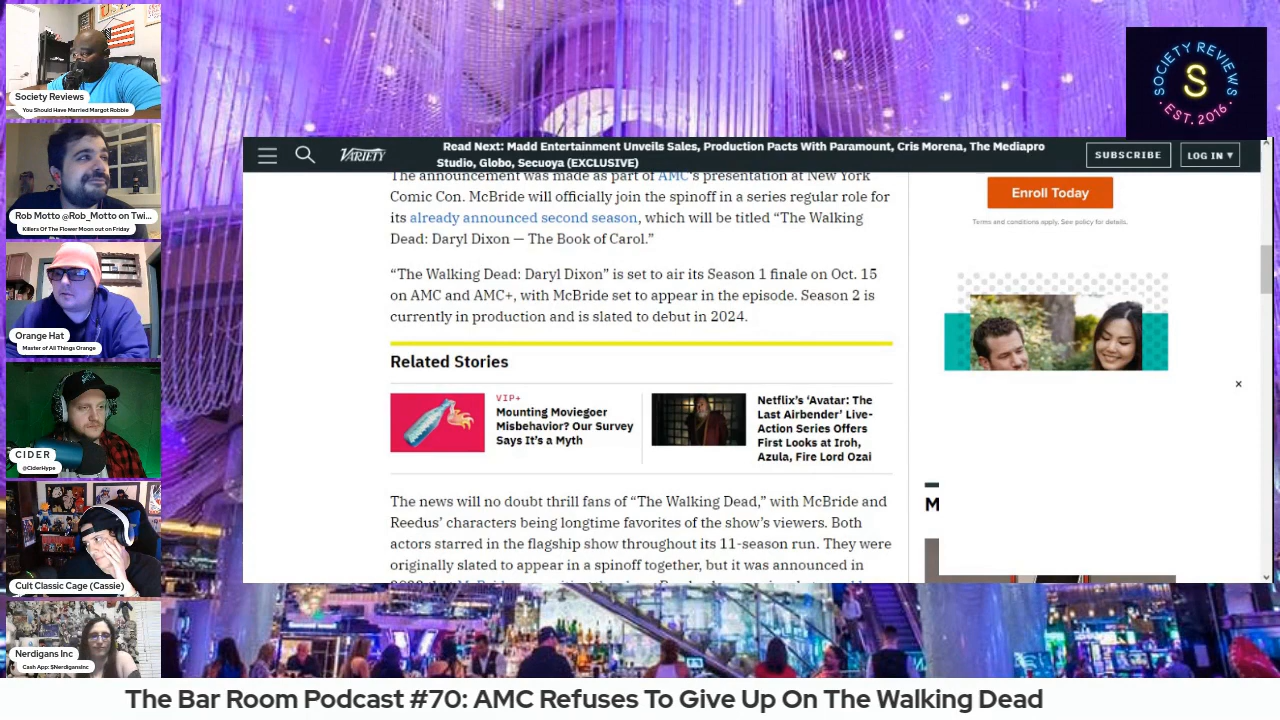 Society Reviews
You Should Have Married Margot Robbie
Rob Motto @Rob_Motto on Twi...
Killers Of The Flower Moon out on Friday
Orange Hat
Master of All Things Orange
CIDER
@CiderHype
Cult Classic Cage (Cassie)
Nerdigans Inc
Cash App: $NerdigansInc
SOCIETY REVIEWS
S
· EST. 2016 ·
VARIETY
Read Next: Madd Entertainment Unveils Sales, Production Pacts With Paramount, Cris Morena, The Mediapro
Studio, Globo, Secuoya (EXCLUSIVE)
SUBSCRIBE
LOG IN ▾
The announcement was made as part of AMC's presentation at New York
Comic Con. McBride will officially join the spinoff in a series regular role for
its already announced second season, which will be titled “The Walking
Dead: Daryl Dixon — The Book of Carol.”
“The Walking Dead: Daryl Dixon” is set to air its Season 1 finale on Oct. 15
on AMC and AMC+, with McBride set to appear in the episode. Season 2 is
currently in production and is slated to debut in 2024.
Related Stories
VIP+
Mounting Moviegoer
Misbehavior? Our Survey
Says It’s a Myth
Netflix’s ‘Avatar: The
Last Airbender’ Live-
Action Series Offers
First Looks at Iroh,
Azula, Fire Lord Ozai
The news will no doubt thrill fans of “The Walking Dead,” with McBride and
Reedus’ characters being longtime favorites of the show’s viewers. Both
actors starred in the flagship show throughout its 11-season run. They were
originally slated to appear in a spinoff together, but it was announced in
Enroll Today
Terms and conditions apply. See policy for details.
M
The Bar Room Podcast #70: AMC Refuses To Give Up On The Walking Dead